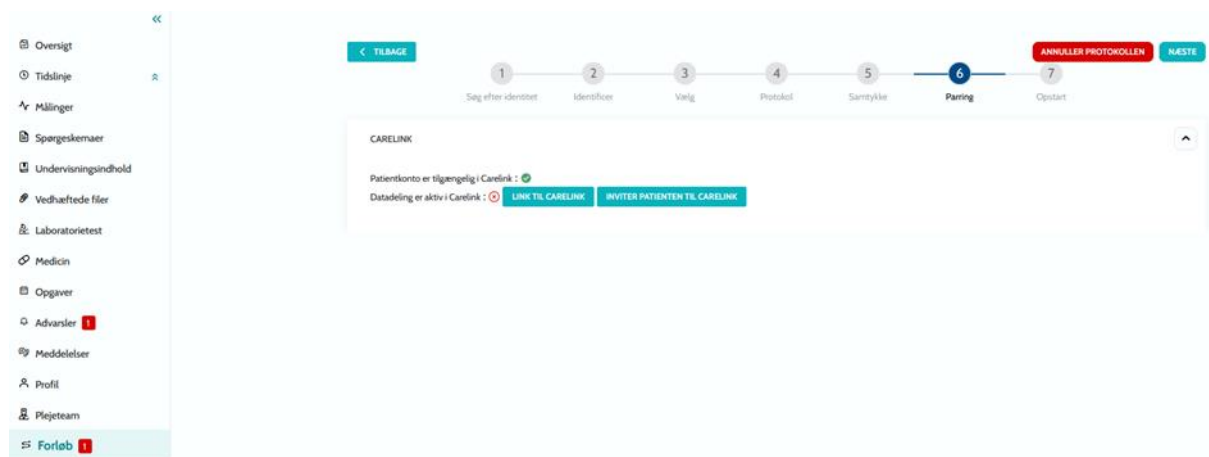 «
Oversigt
Tidslinje
Målinger
Spørgeskemaer
Undervisningsindhold
Vedhæftede filer
Laboratorietest
Medicin
Opgaver
Advarsler 1
Meddelelser
Profil
Plejeteam
Forløb 1
< TILBAGE
ANNULLER PROTOKOLLEN
NÆSTE
1 2 3 4 5 6 7
Søg efter identitet Identificer Vælg Protokol Samtykke Parring Opstart
CARELINK
Patientkonto er tilgængelig i Carelink :
Datadeling er aktiv i Carelink : LINK TIL CARELINK INVITER PATIENTEN TIL CARELINK